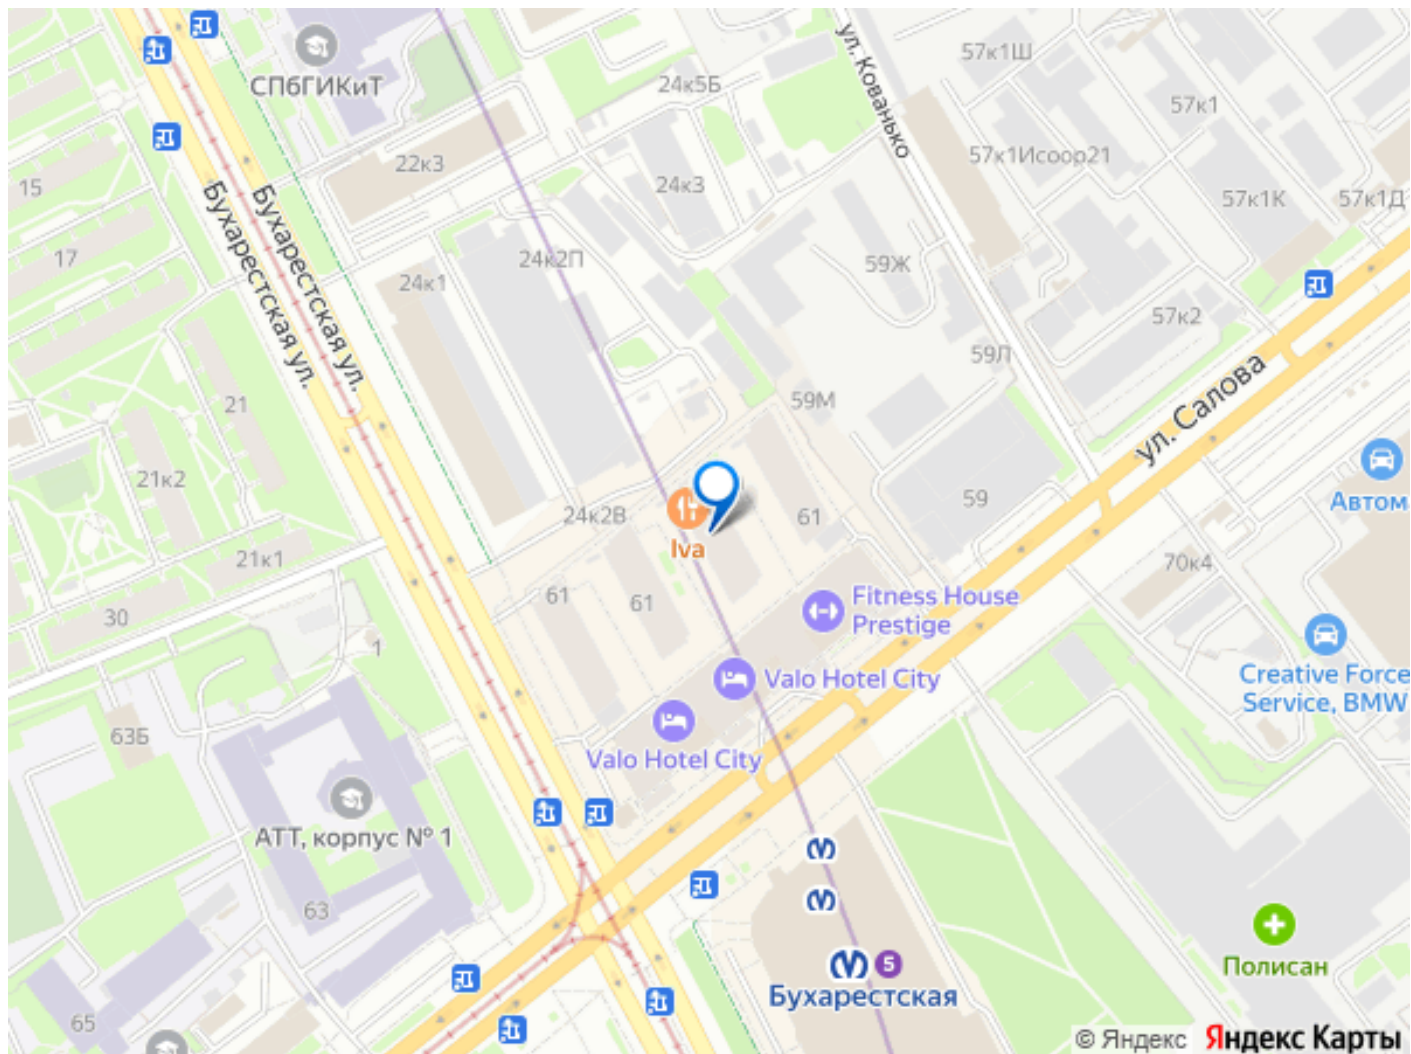 СПбГИКиТ
24к5Б
ул. Кованько
57к1Ш
57к1
22к3
57к1Исоор21
15
24к3
57к1К
57к1Д
Бухарестская ул.
Бухарестская ул.
17
24к2П
59Ж
24к1
57к2
59Л
21
59М
ул. Салова
21к2
Автом
59
24к2В
61
Iva
21к1
70к4
61
61
Fitness House
Prestige
30
1
Valo Hotel City
Creative Force
Service, BMW
63Б
Valo Hotel City
АТТ, корпус № 1
63
5
Полисан
Бухарестская
65
© Яндекс Яндекс Карты